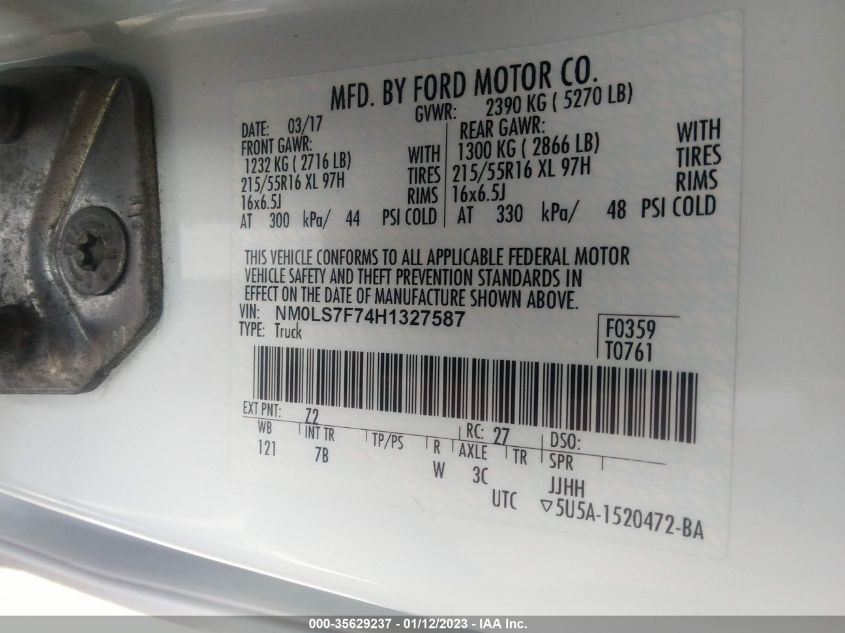 MFD. BY FORD MOTOR CO.
DATE: 03/17 GVWR: 2390 KG ( 5270 LB)
FRONT GAWR: REAR GAWR:
1232 KG ( 2716 LB) WITH 1300 KG ( 2866 LB) WITH
215/55R16 XL 97H TIRES 215/55R16 XL 97H TIRES
16x6.5J RIMS 16x6.5J RIMS
AT 300 kPa/ 44 PSI COLD AT 330 kPa/ 48 PSI COLD
THIS VEHICLE CONFORMS TO ALL APPLICABLE FEDERAL MOTOR
VEHICLE SAFETY AND THEFT PREVENTION STANDARDS IN
EFFECT ON THE DATE OF MANUFACTURE SHOWN ABOVE.
VIN: NM0LS7F74H1327587
TYPE: Truck
F0359
T0761
EXT PNT: Z2 RC: 27 DSO:
WB INT TR TP/PS R AXLE TR SPR
121 7B W 3C JJHH
UTC ▽5U5A-1520472-BA
000-35629237 - 01/12/2023 - IAA Inc.